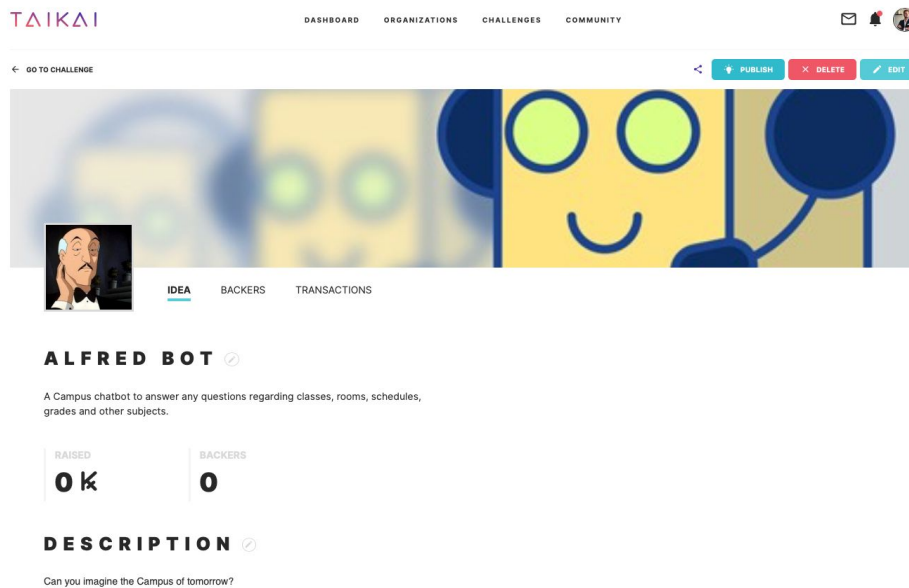 TAIKAI
DASHBOARD ORGANIZATIONS CHALLENGES COMMUNITY
GO TO CHALLENGE
PUBLISH DELETE EDIT
IDEA BACKERS TRANSACTIONS
ALFRED BOT
A Campus chatbot to answer any questions regarding classes, rooms, schedules,
grades and other subjects.
RAISED BACKERS
0 0
DESCRIPTION
Can you imagine the Campus of tomorrow?